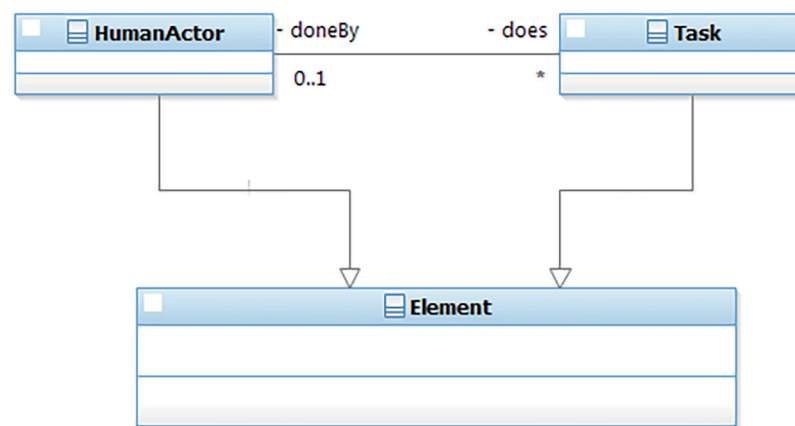 HumanActor
- doneBy
- does
Task
0..1
*
Element